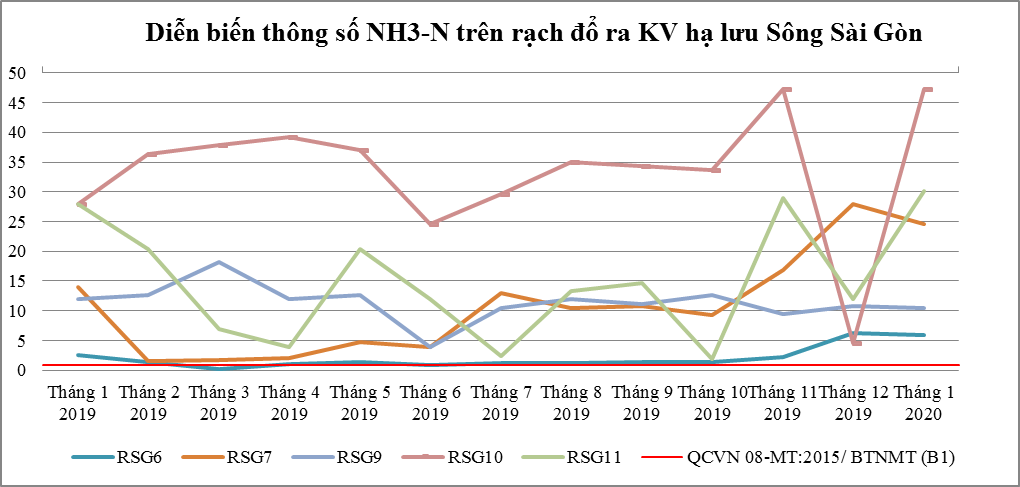 Diễn biến thông số NH3-N trên rạch đổ ra KV hạ lưu Sông Sài Gòn
50
45
40
35
30
25
20
15
10
5
0
Tháng 1 Tháng 2 Tháng 3 Tháng 4 Tháng 5 Tháng 6 Tháng 7 Tháng 8 Tháng 9 Tháng 10 Tháng 11 Tháng 12 Tháng 1
2019 2019 2019 2019 2019 2019 2019 2019 2019 2019 2019 2019 2020
RSG6 RSG7 RSG9 RSG10 RSG11 QCVN 08-MT:2015/ BTNMT (B1)